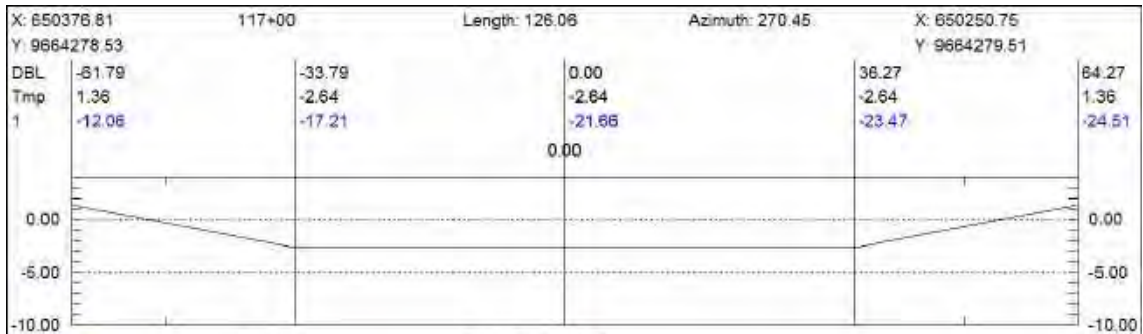 X: 650376.81 117+00 Length: 126.06 Azimuth: 270.45 X: 650250.75
Y: 9664278.53 Y: 9664279.51
DBL -61.79 -33.79 0.00 36.27 64.27
Tmp 1.36 -2.64 -2.64 -2.64 1.36
1 -12.06 -17.21 -21.66 -23.47 -24.51
0.00
0.00 0.00
-5.00 -5.00
-10.00 -10.00